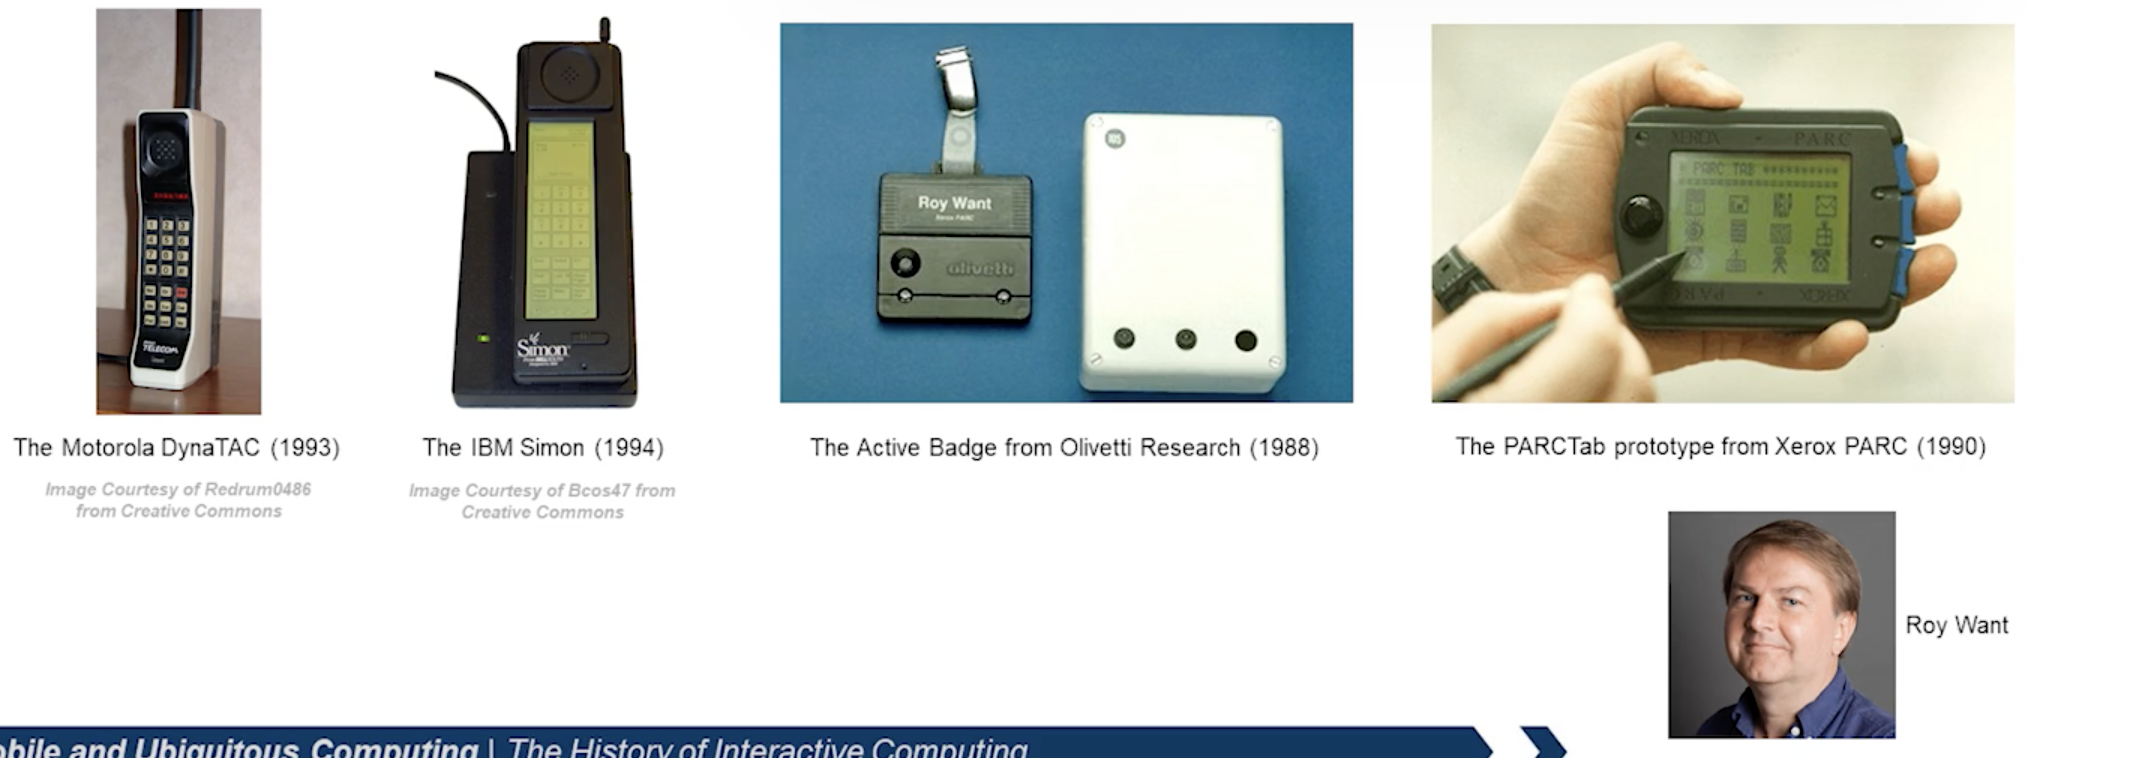 Roy Want
Xerox PARC
olivetti
105
XEROX - PARC
PARC TAB
PARC - XEROX
TELECOM
Simon
The Motorola DynaTAC (1993)
The IBM Simon (1994)
The Active Badge from Olivetti Research (1988)
The PARCTab prototype from Xerox PARC (1990)
Image Courtesy of Redrum0486
from Creative Commons
Image Courtesy of Bcos47 from
Creative Commons
Roy Want
obile and Ubiquitous Computing | The History of Interactive Computing